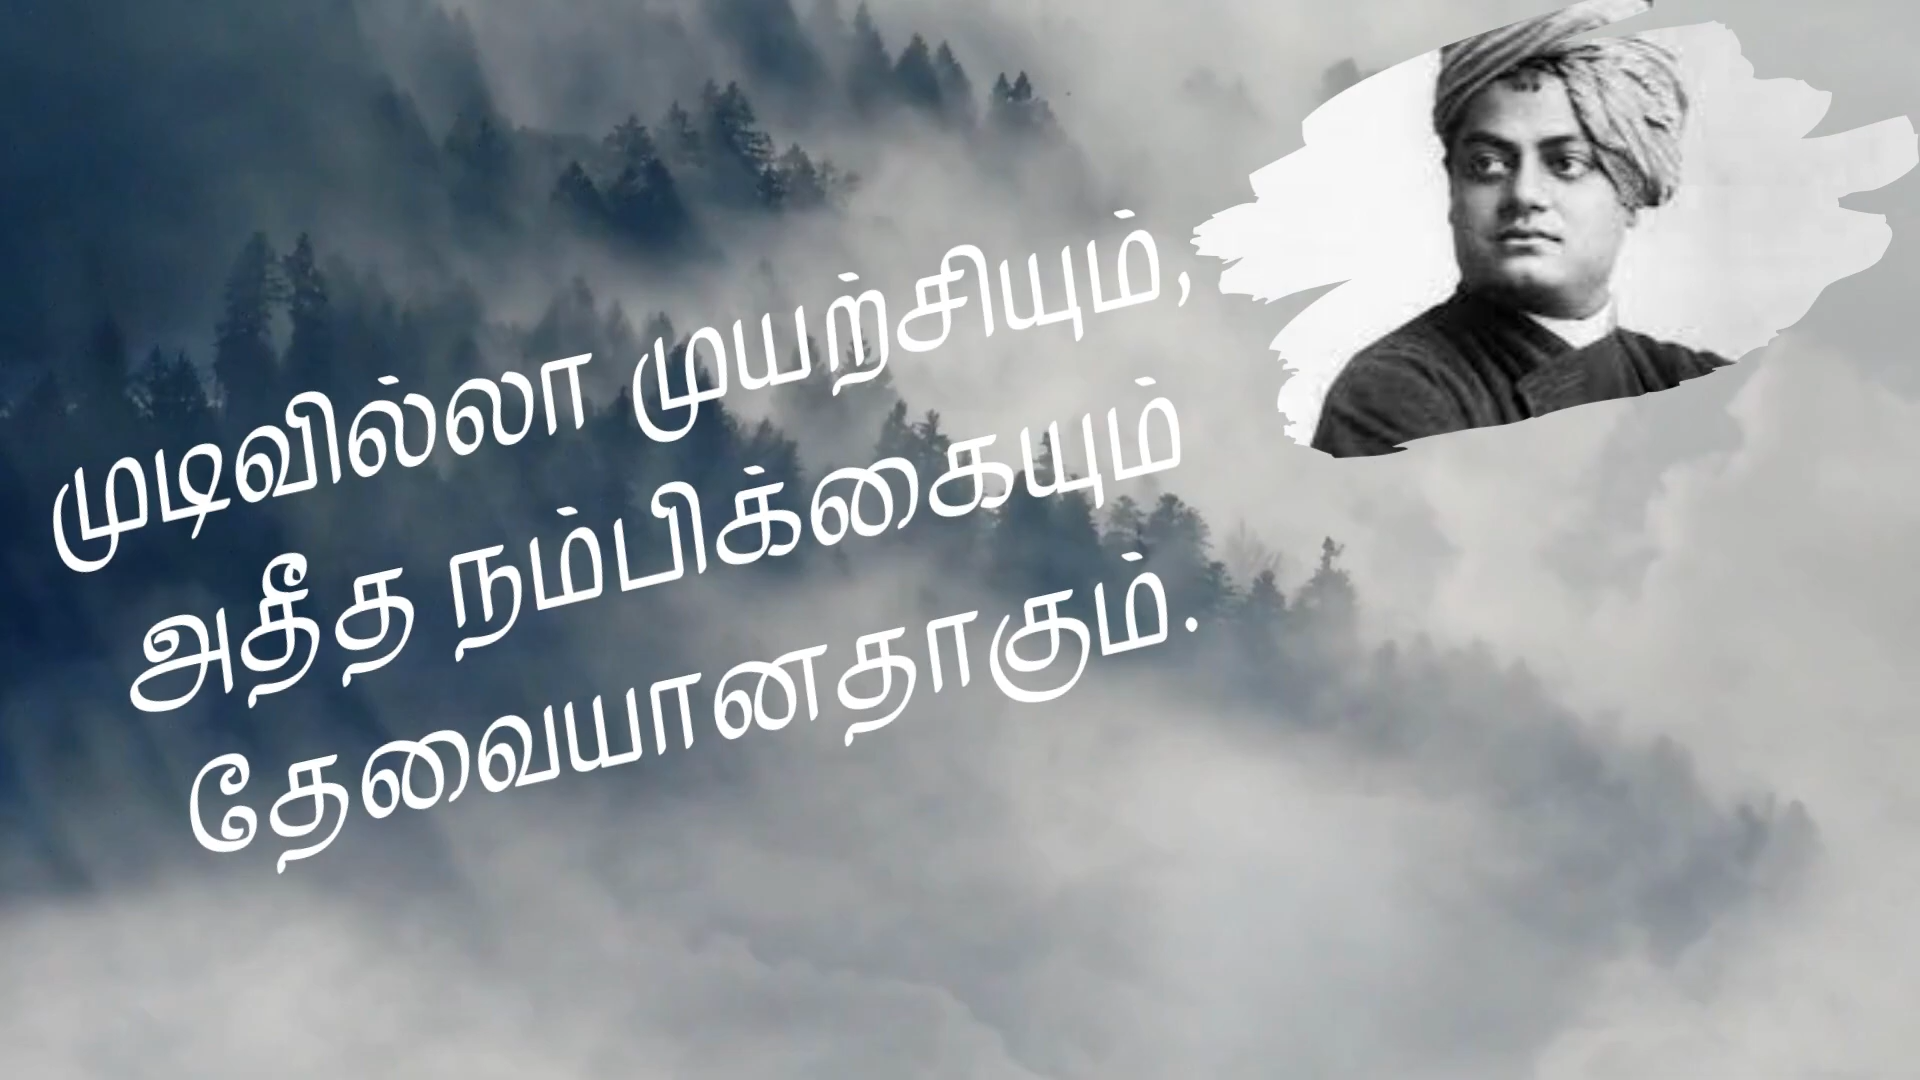 முடிவில்லா முயற்சியும்,
அதீத நம்பிக்கையும்
தேவையானதாகும்.